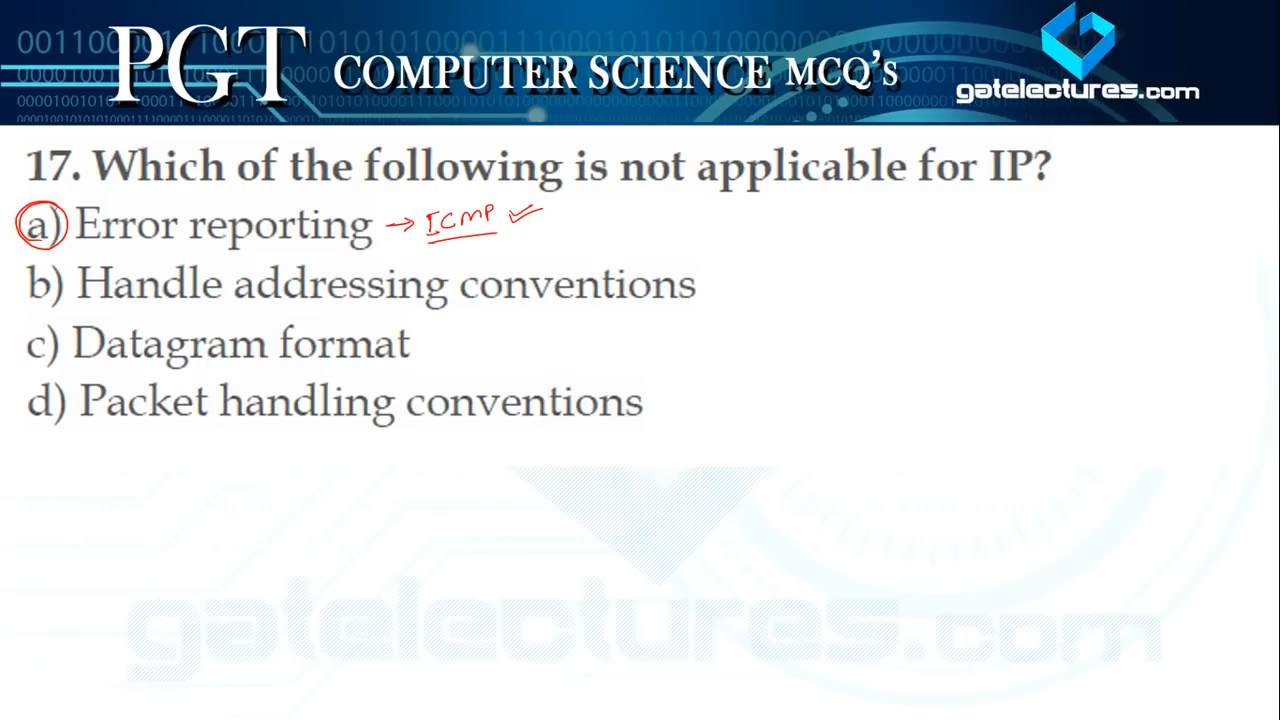 PGT COMPUTER SCIENCE MCQ's
gatelectures.com
17. Which of the following is not applicable for IP?
a) Error reporting → ICMP ✓
b) Handle addressing conventions
c) Datagram format
d) Packet handling conventions
gatelectures.com